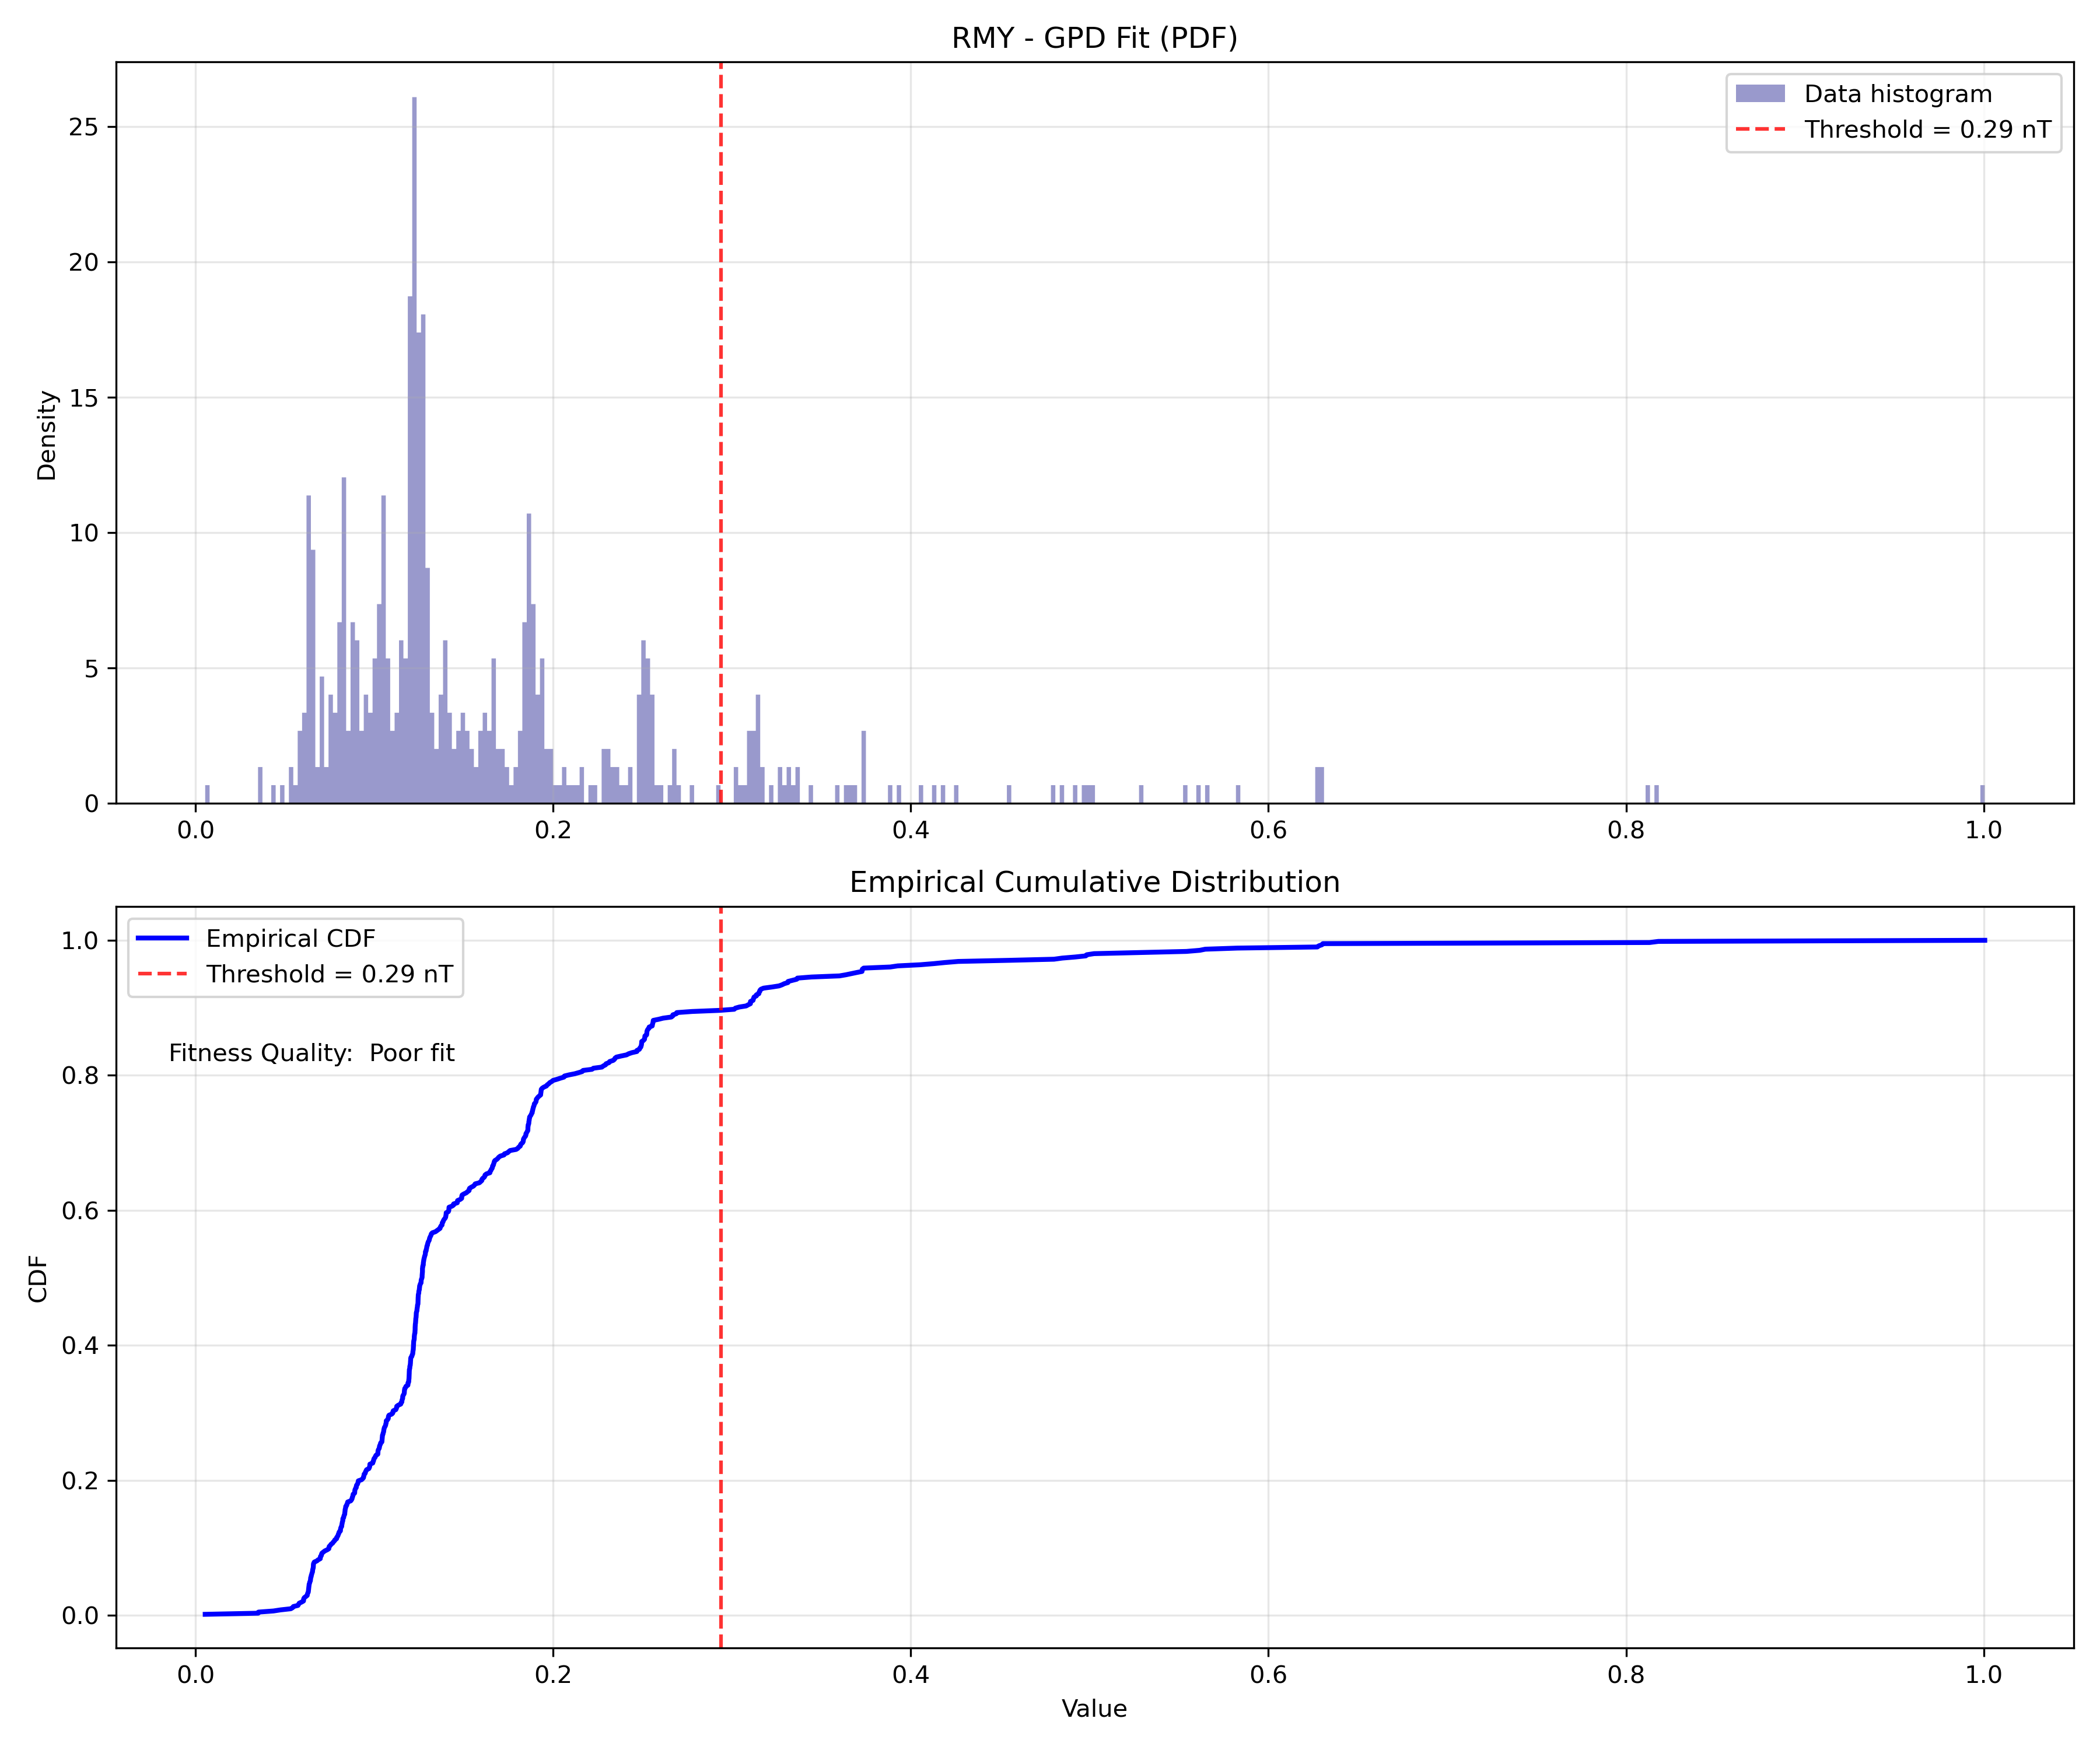 RMY - GPD Fit (PDF)
Data histogram
Threshold = 0.29 nT
Density
25
20
15
10
5
0
0.0 0.2 0.4 0.6 0.8 1.0
Empirical Cumulative Distribution
Empirical CDF
Threshold = 0.29 nT
Fitness Quality: Poor fit
CDF
1.0
0.8
0.6
0.4
0.2
0.0
0.0 0.2 0.4 0.6 0.8 1.0
Value